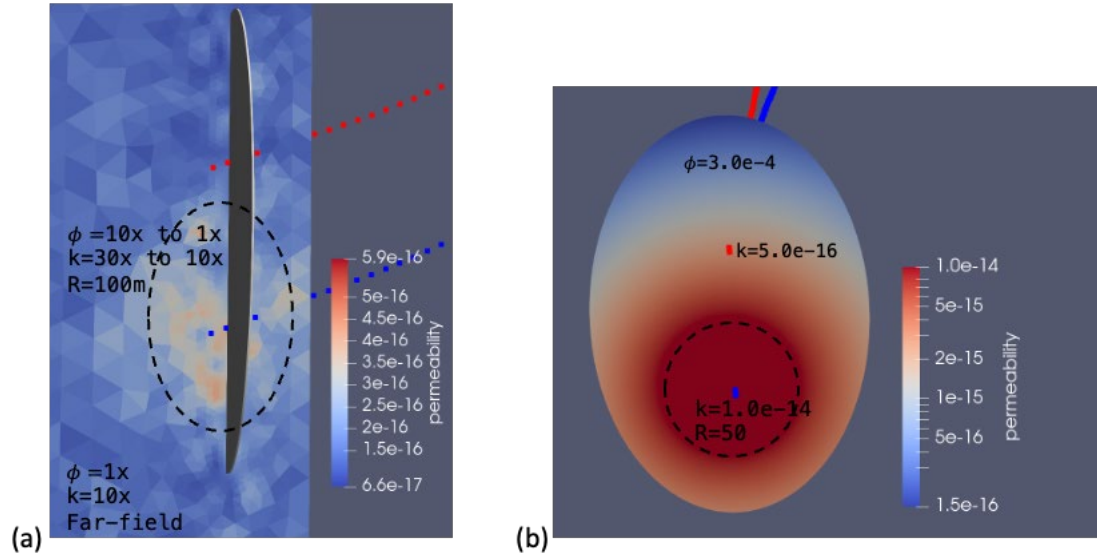 ϕ=10x to 1x
k=30x to 10x
R=100m
5.9e-16
5e-16
4.5e-16
4e-16
3.5e-16
3e-16
2.5e-16
2e-16
1.5e-16
6.6e-17
permeability
ϕ=1x
k=10x
Far-field
(a)
ϕ=3.0e-4
k=5.0e-16
k=1.0e-14
R=50
1.0e-14
5e-15
2e-15
1e-15
5e-16
1.5e-16
permeability
(b)